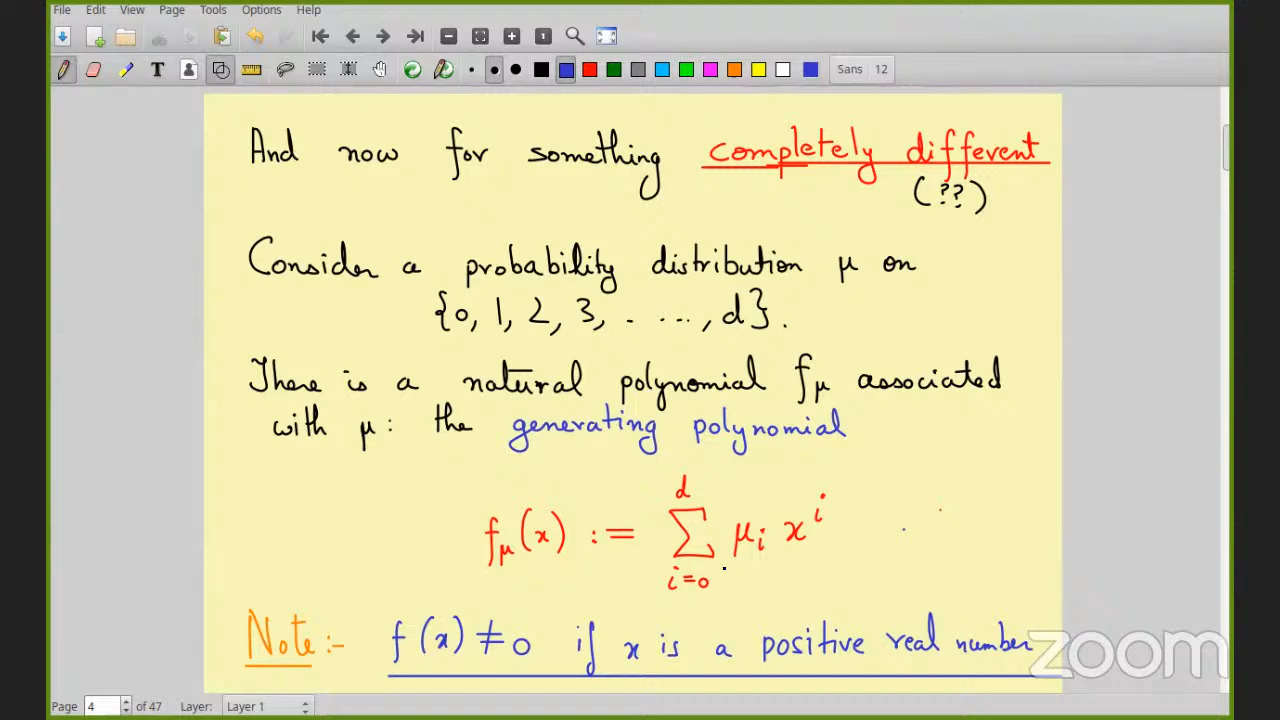 File Edit View Page Tools Options Help
T Sans 12
And now for something completely different
(??)
Consider a probability distribution μ on
{0, 1, 2, 3, . ..., d}.
There is a natural polynomial fμ associated
with μ: the generating polynomial
d
fμ(x) := ∑ μi x^i
i=0
Note:- f(x) ≠ 0 if x is a positive real number
zoom
Page 4 of 47 Layer: Layer 1